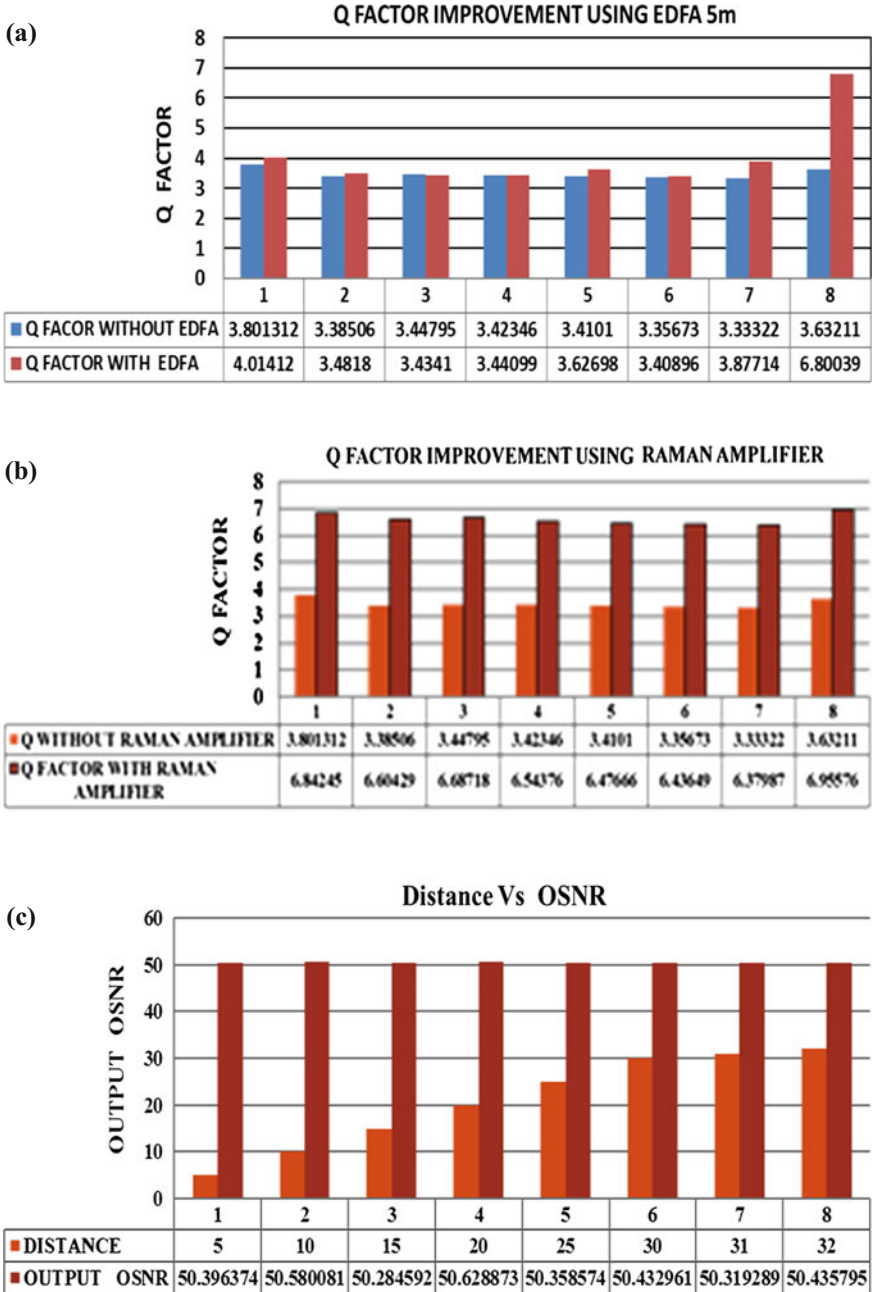 (a)
Q FACTOR IMPROVEMENT USING EDFA 5m
Q FACTOR
8
7
6
5
4
3
2
1
0
1 2 3 4 5 6 7 8
Q FACOR WITHOUT EDFA 3.801312 3.38506 3.44795 3.42346 3.4101 3.35673 3.33322 3.63211
Q FACTOR WITH EDFA 4.01412 3.4818 3.4341 3.44099 3.62698 3.40896 3.87714 6.80039
(b)
Q FACTOR IMPROVEMENT USING RAMAN AMPLIFIER
Q FACTOR
8
7
6
5
4
3
2
1
0
1 2 3 4 5 6 7 8
Q WITHOUT RAMAN AMPLIFIER 3.801312 3.38506 3.44795 3.42346 3.4101 3.35673 3.33322 3.63211
Q FACTOR WITH RAMAN
AMPLIFIER
6.84245 6.60429 6.68718 6.54376 6.47666 6.43649 6.37987 6.95576
(c)
Distance Vs OSNR
OUTPUT OSNR
60
50
40
30
20
10
0
1 2 3 4 5 6 7 8
DISTANCE 5 10 15 20 25 30 31 32
OUTPUT OSNR 50.396374 50.580081 50.284592 50.628873 50.358574 50.432961 50.319289 50.435795